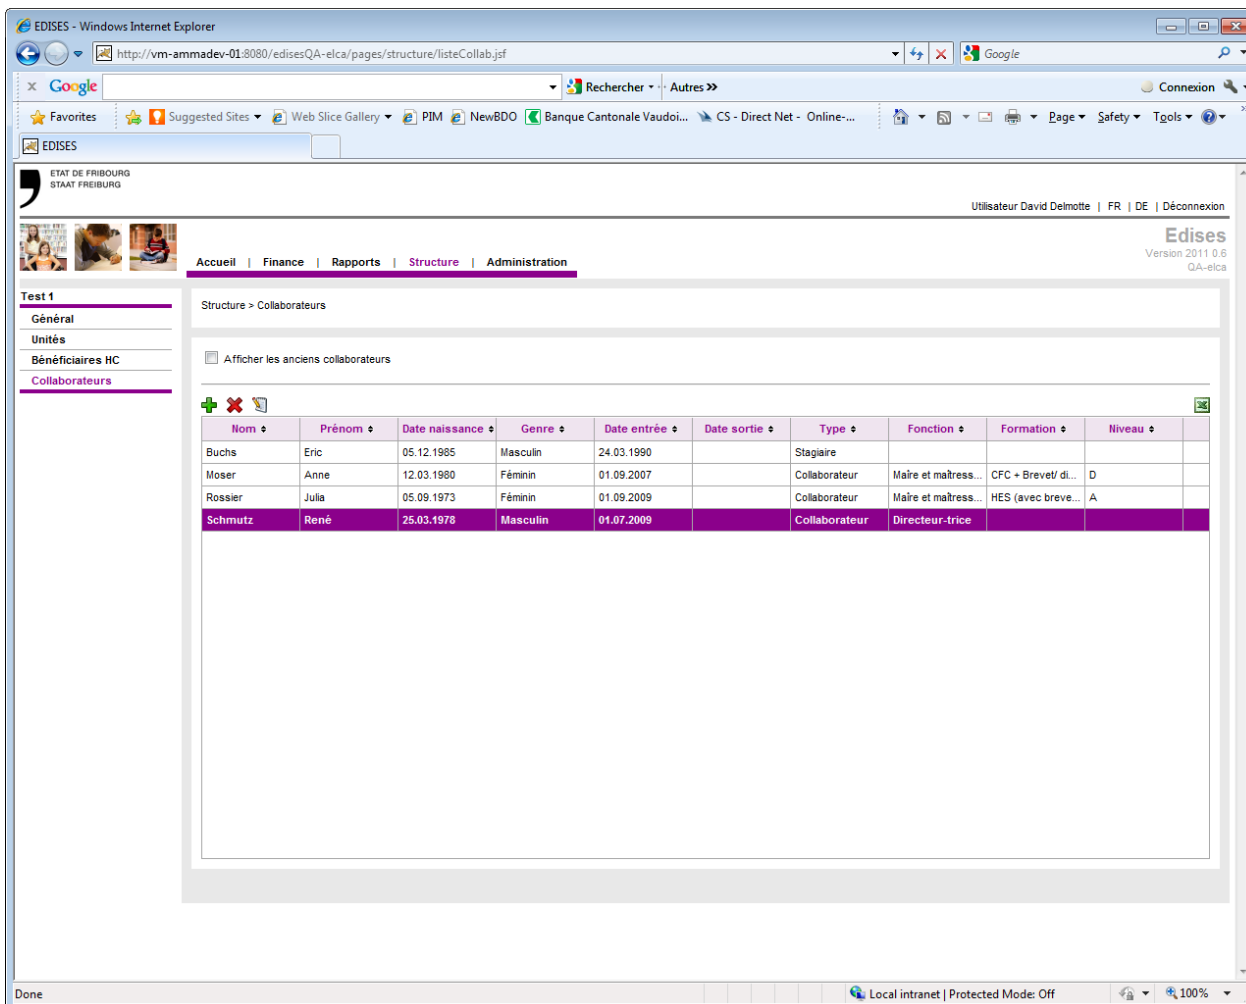 EDISES - Windows Internet Explorer
http://vm-ammadev-01:8080/edisesQA-elca/pages/structure/listeCollab.jsf
Google
x Google Rechercher Autres » Connexion
Favorites Suggested Sites Web Slice Gallery PIM NewBDO Banque Cantonale Vaudoi... CS - Direct Net - Online-... Page Safety Tools
EDISES
ETAT DE FRIBOURG
STAAT FREIBURG
Utilisateur David Delmotte | FR | DE | Déconnexion
Edises
Version 2011 0.6
QA-elca
Accueil | Finance | Rapports | Structure | Administration
Test 1
Général
Unités
Bénéficiaires HC
Collaborateurs
Structure > Collaborateurs
Afficher les anciens collaborateurs
Nom Prénom Date naissance Genre Date entrée Date sortie Type Fonction Formation Niveau
Buchs Eric 05.12.1985 Masculin 24.03.1990 Stagiaire
Moser Anne 12.03.1980 Féminin 01.09.2007 Collaborateur Maître et maîtress... CFC + Brevet/ di... D
Rossier Julia 05.09.1973 Féminin 01.09.2009 Collaborateur Maître et maîtress... HES (avec breve... A
Schmutz René 25.03.1978 Masculin 01.07.2009 Collaborateur Directeur-trice
Done Local intranet | Protected Mode: Off 100%